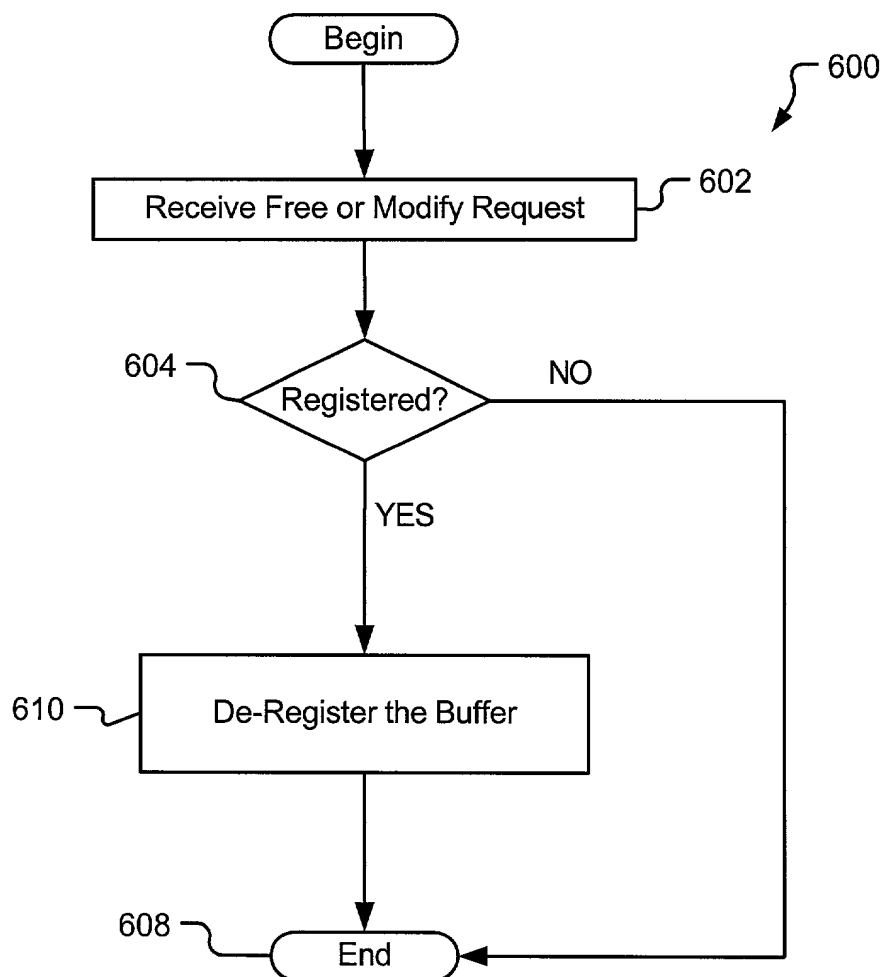 Begin
600
Receive Free or Modify Request
602
604
Registered?
NO
YES
610
De-Register the Buffer
608
End